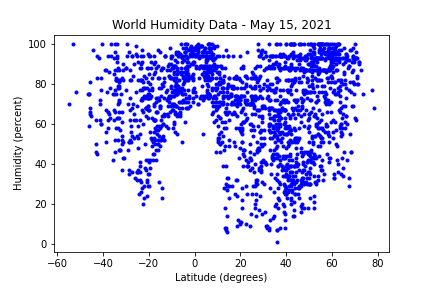 World Humidity Data - May 15, 2021
100
80
60
40
20
0
Humidity (percent)
−60 −40 −20 0 20 40 60 80
Latitude (degrees)